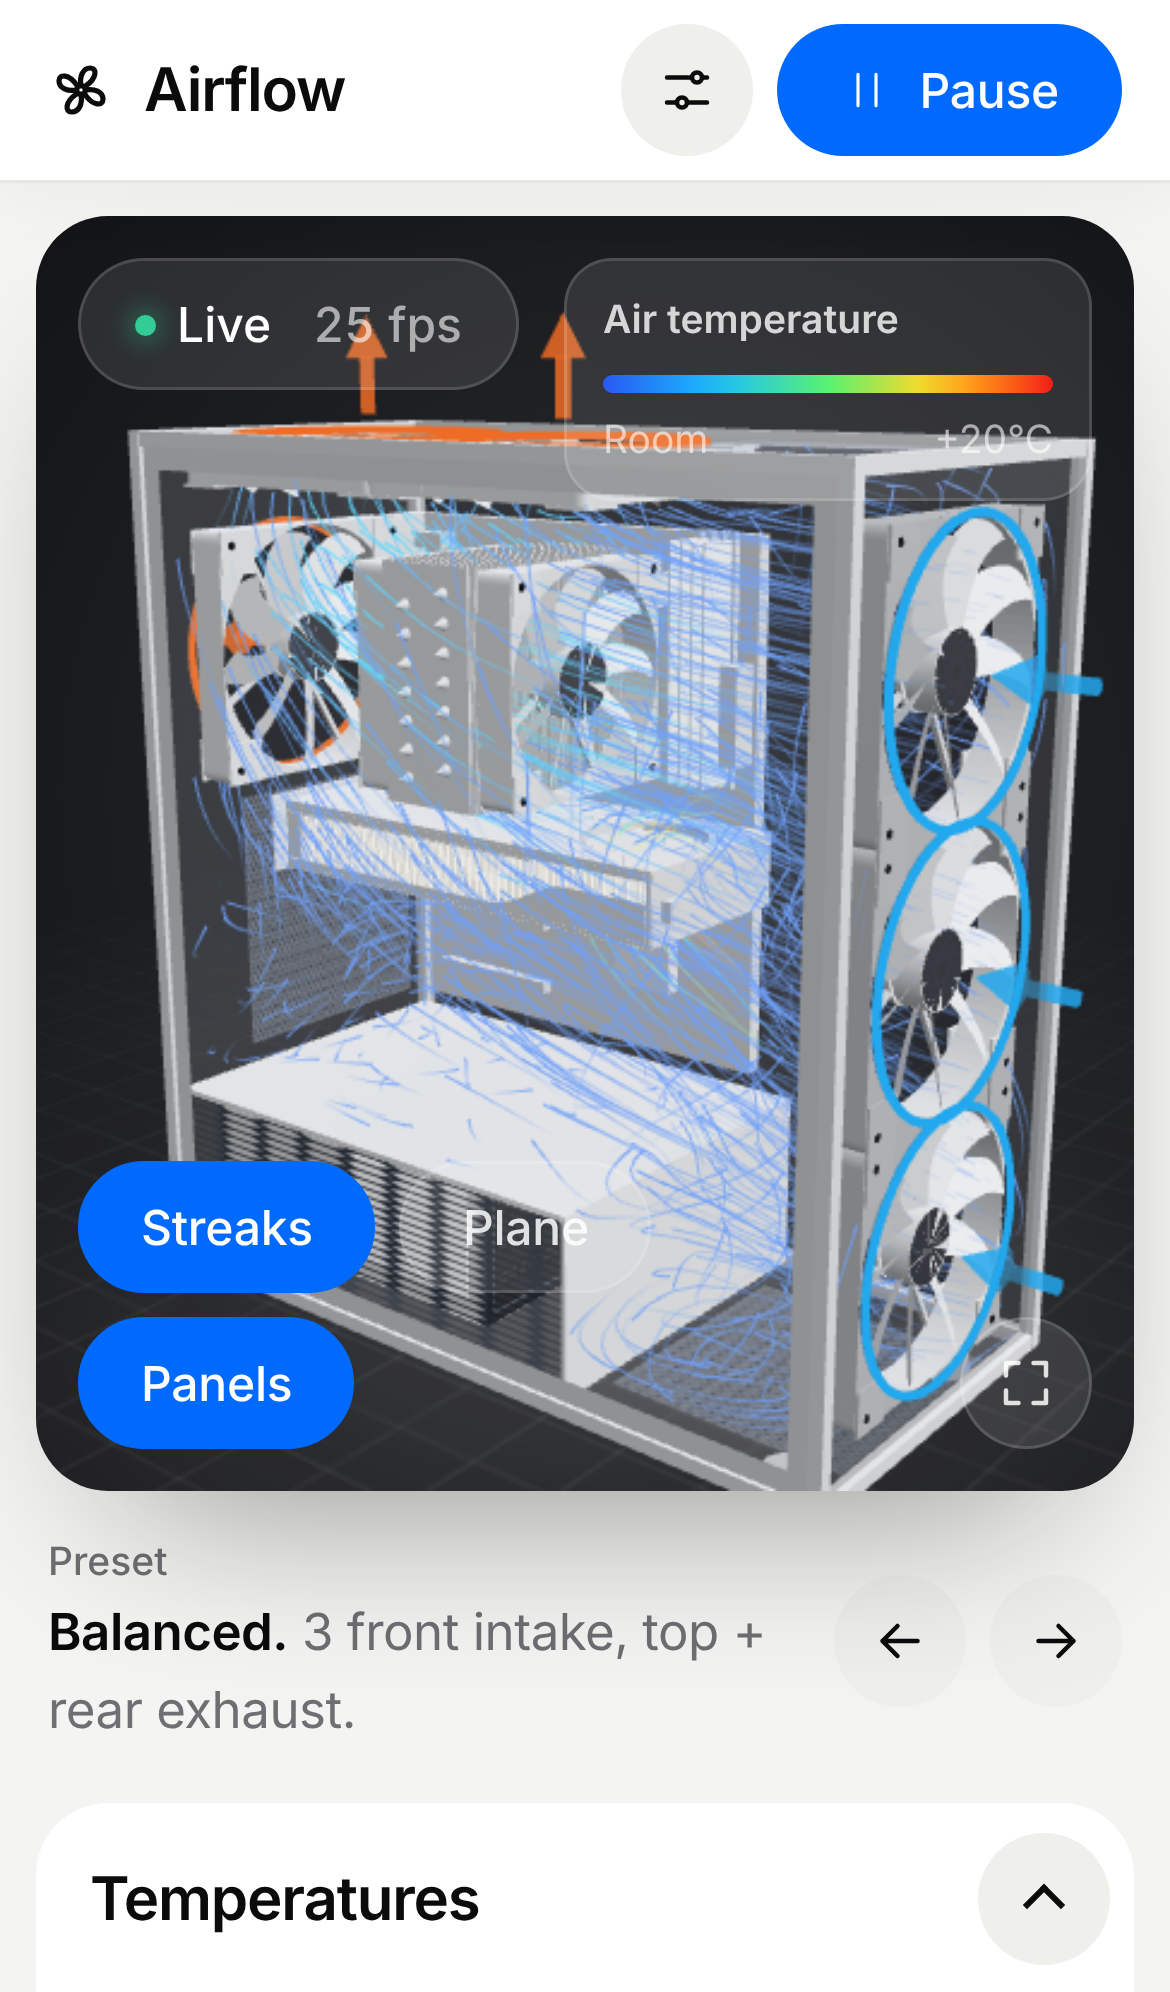 Airflow
Pause
Live 25 fps
Air temperature
Room +20°C
Streaks
Plane
Panels
Preset
Balanced. 3 front intake, top +
rear exhaust.
Temperatures